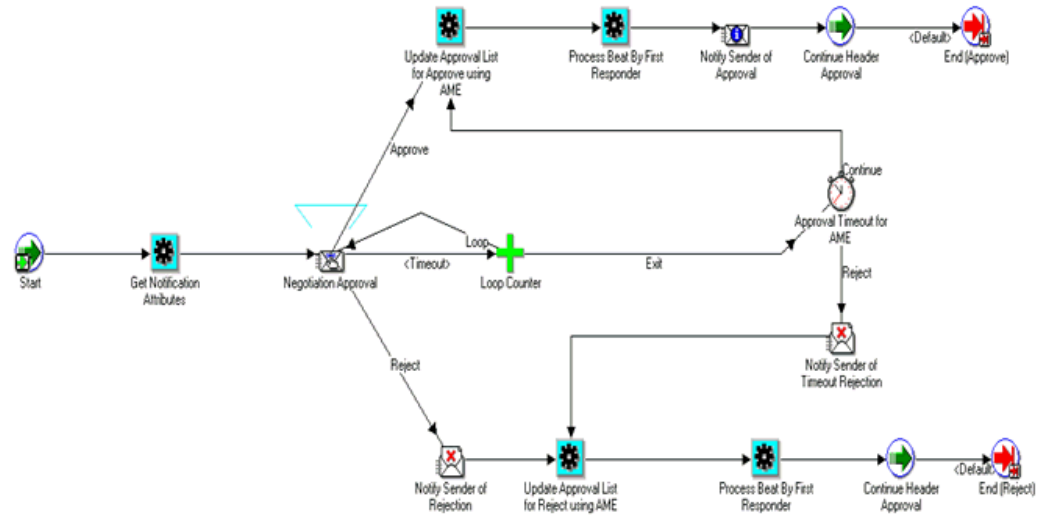 Update Approval List
for Approve using
AME
Process Beat By First
Responder
Notify Sender of
Approval
Continue Header
Approval
<Default>
End (Approve)
Approve
Continue
Approval Timeout for
AME
Start
Get Notification
Attributes
Negotiation Approval
<Timeout>
Loop
Loop Counter
Exit
Reject
Reject
Notify Sender of
Timeout Rejection
Notify Sender of
Rejection
Update Approval List
for Reject using AME
Process Beat By First
Responder
Continue Header
Approval
<Default>
End (Reject)